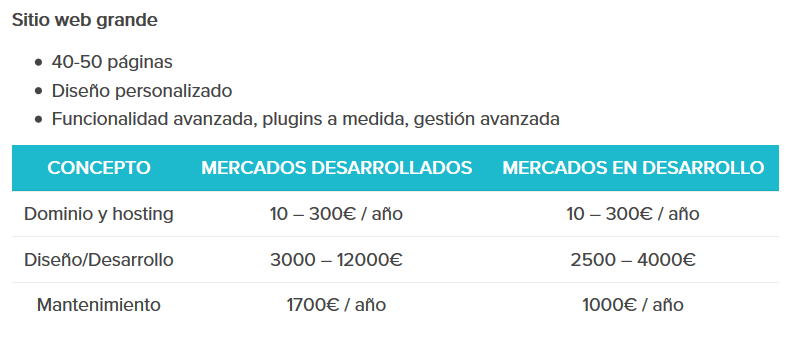 Sitio web grande
• 40-50 páginas
• Diseño personalizado
• Funcionalidad avanzada, plugins a medida, gestión avanzada
CONCEPTO MERCADOS DESARROLLADOS MERCADOS EN DESARROLLO
Dominio y hosting 10 – 300€ / año 10 – 300€ / año
Diseño/Desarrollo 3000 – 12000€ 2500 – 4000€
Mantenimiento 1700€ / año 1000€ / año